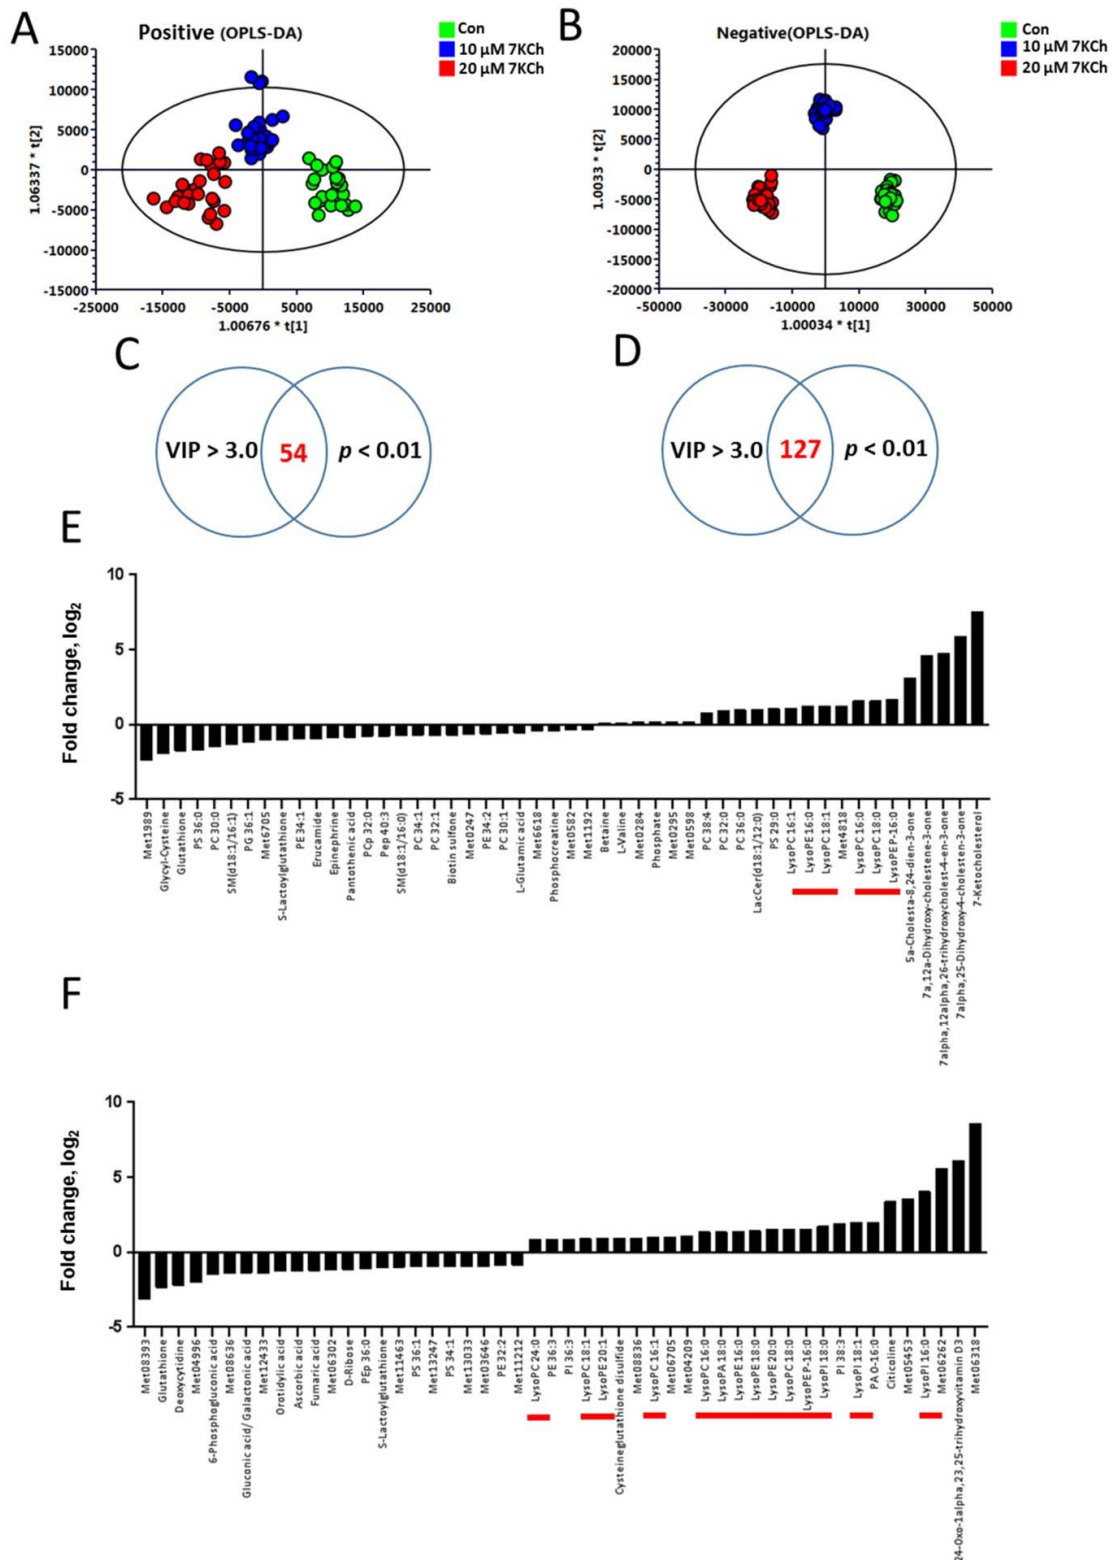 A
Positive (OPLS-DA)
Con
10 µM 7KCh
20 µM 7KCh
15000
10000
5000
0
-5000
-10000
-15000
1.06337 * t[2]
-25000 -15000 -5000 5000 15000 25000
1.00676 * t[1]
B
Negative(OPLS-DA)
Con
10 µM 7KCh
20 µM 7KCh
20000
15000
10000
5000
0
-5000
-10000
-15000
-20000
1.0033 * t[2]
-50000 -30000 -10000 10000 30000 50000
1.00034 * t[1]
C
VIP > 3.0 54 p < 0.01
D
VIP > 3.0 127 p < 0.01
E
Fold change, log2
10
5
0
-5
Met1989
Glycyl-Cysteine
Glutathione
PS 36:0
PC 30:0
SM(d18:1/16:1)
PG 36:1
Met6705
S-Lactoylglutathione
PE34:1
Erucamide
Epinephrine
Pantothenic acid
PCp 32:0
Pep 40:3
SM(d18:1/16:0)
PC 34:1
PC 32:1
Biotin sulfone
Met0247
PE 34:2
PC 30:1
L-Glutamic acid
Met6618
Phosphocreatine
Met0582
Met1192
Betaine
L-Valine
Met0284
Phosphate
Met0295
Met0598
PC 38:4
PC 32:0
PC 36:0
LacCer(d18:1/12:0)
PS 29:0
LysoPC 16:1
LysoPE 16:0
LysoPC 18:1
Met4818
LysoPC 16:0
LysoPC 18:0
LysoPEP-16:0
5a-Cholesta-8,24-dien-3-one
7a,12a-Dihydroxy-cholestene-3-one
7alpha,12alpha,26-trihydroxycholest-4-en-3-one
7alpha,25-Dihydroxy-4-cholesten-3-one
7-Ketocholesterol
F
Fold change, log2
10
5
0
-5
Met08393
Glutathione
Deoxycytidine
Met04996
6-Phosphogluconic acid
Met08636
Gluconic acid/ Galactonic acid
Met12433
Orotidylic acid
Ascorbic acid
Fumaric acid
Met06302
D-Ribose
PEp 36:0
S-Lactoylglutathione
Met11463
PS 36:1
Met13247
PS 34:1
Met13033
Met03646
PE 32:2
Met11212
LysoPC 24:0
PE 36:3
PI 36:3
LysoPC 18:1
LysoPE 20:1
Cysteineglutathione disulfide
Met08836
LysoPC 16:1
Met06705
Met04209
LysoPC 16:0
LysoPA 18:0
LysoPE 16:0
LysoPE 18:0
LysoPE 20:0
LysoPC 18:0
LysoPEP-16:0
LysoPI 18:0
PI 38:3
LysoPI 18:1
PA O-16:0
Citicoline
Met05453
LysoPI 16:0
Met06262
24-Oxo-1alpha,23,25-trihydroxyvitamin D3
Met06318